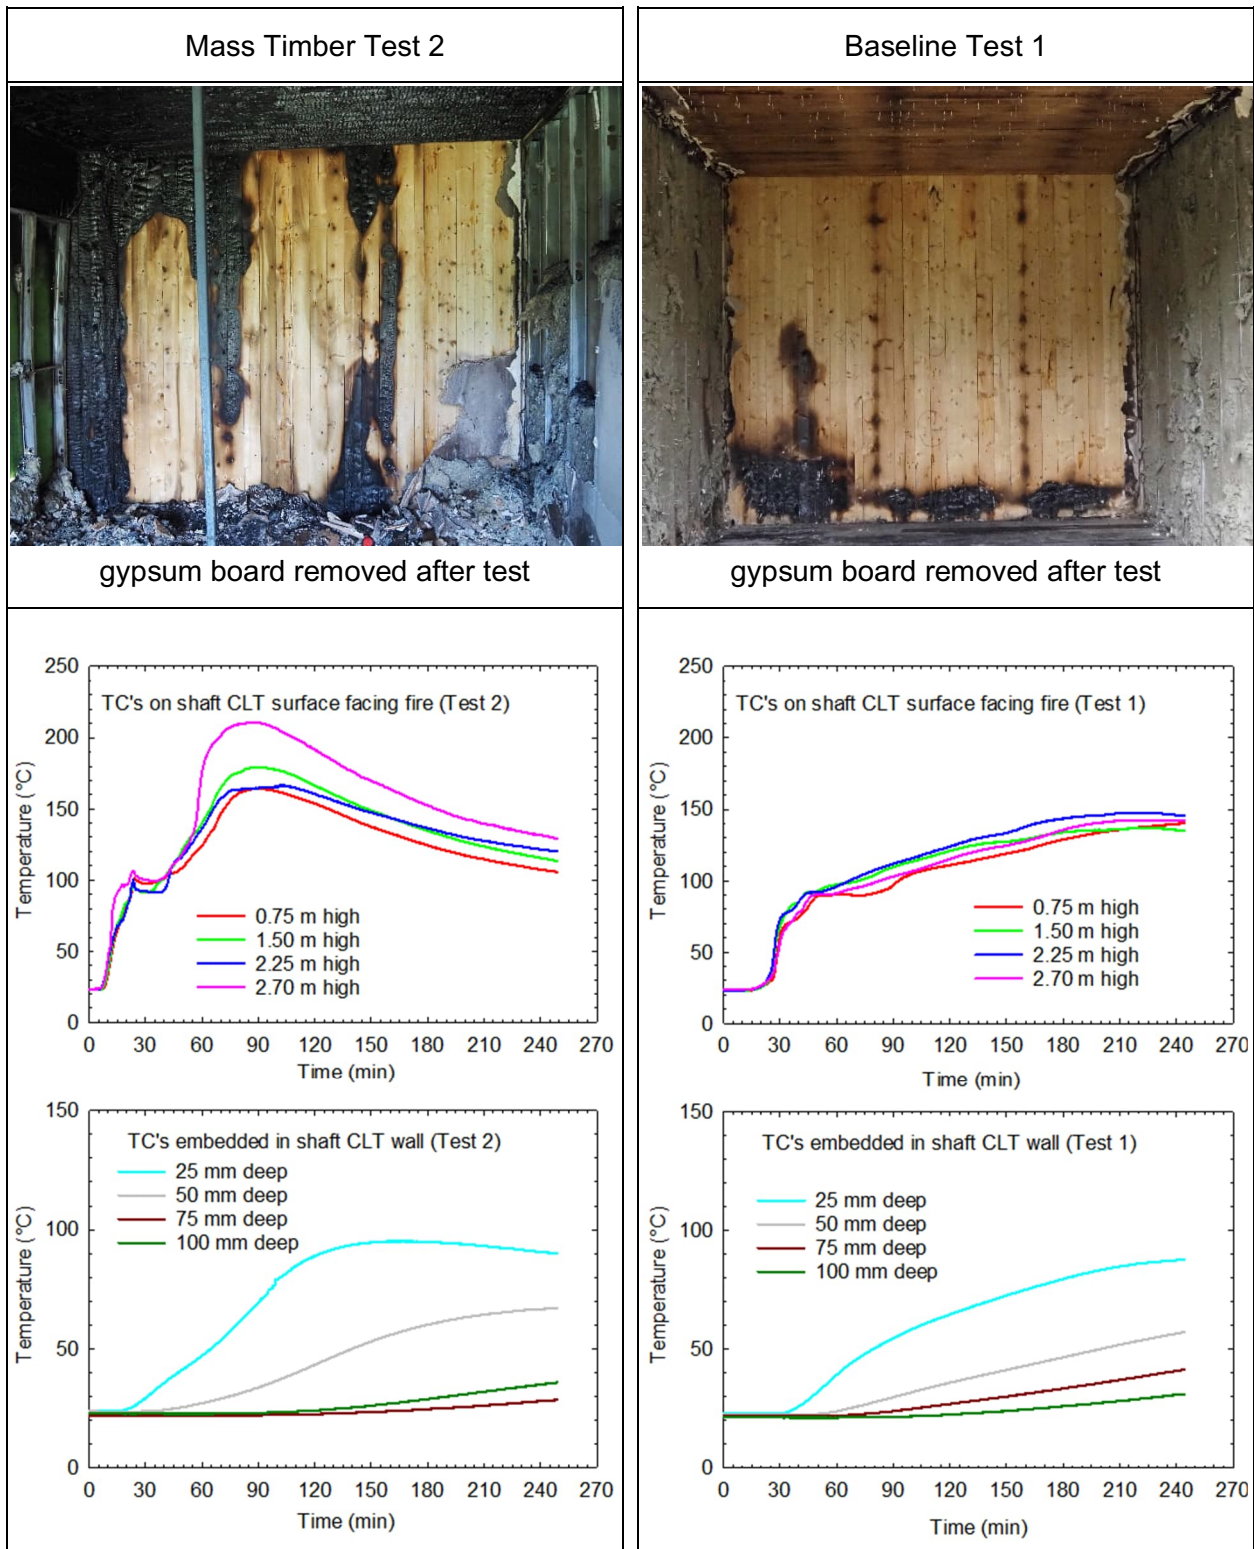 Mass Timber Test 2
Baseline Test 1
gypsum board removed after test
gypsum board removed after test
250
200
150
100
50
0
Temperature (°C)
TC's on shaft CLT surface facing fire (Test 2)
0.75 m high
1.50 m high
2.25 m high
2.70 m high
0 30 60 90 120 150 180 210 240 270
Time (min)
250
200
150
100
50
0
Temperature (°C)
TC's on shaft CLT surface facing fire (Test 1)
0.75 m high
1.50 m high
2.25 m high
2.70 m high
0 30 60 90 120 150 180 210 240 270
Time (min)
150
100
50
0
Temperature (°C)
TC's embedded in shaft CLT wall (Test 2)
25 mm deep
50 mm deep
75 mm deep
100 mm deep
0 30 60 90 120 150 180 210 240 270
Time (min)
150
100
50
0
Temperature (°C)
TC's embedded in shaft CLT wall (Test 1)
25 mm deep
50 mm deep
75 mm deep
100 mm deep
0 30 60 90 120 150 180 210 240 270
Time (min)